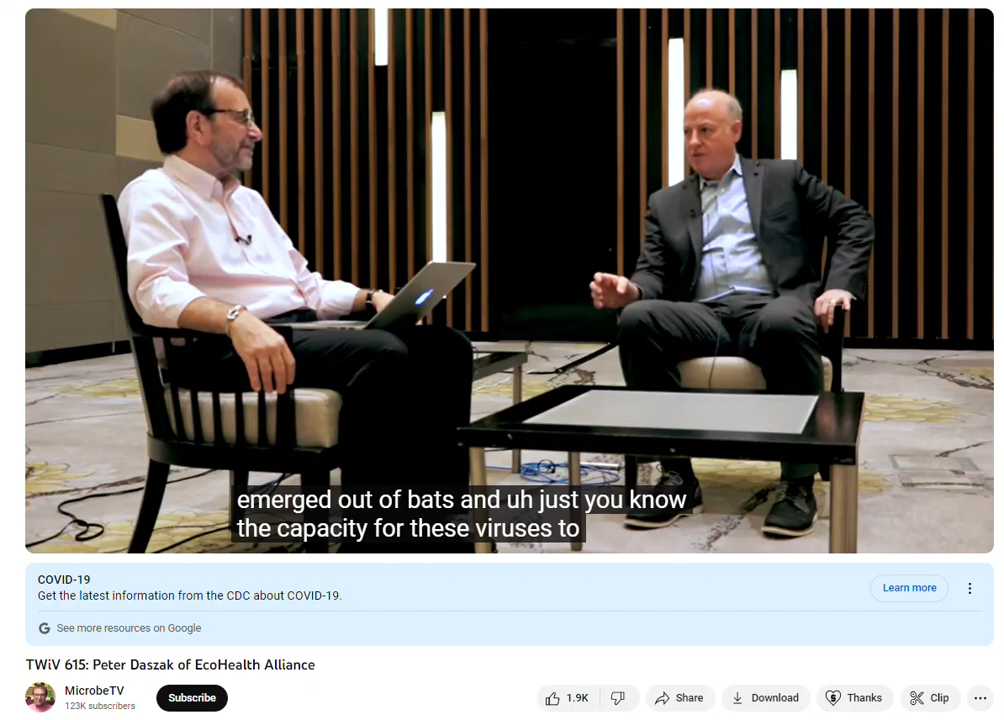 emerged out of bats and uh just you know
the capacity for these viruses to
COVID-19
Get the latest information from the CDC about COVID-19.
Learn more
See more resources on Google
TWiV 615: Peter Daszak of EcoHealth Alliance
MicrobeTV
123K subscribers
Subscribe
1.9K
Share
Download
Thanks
Clip